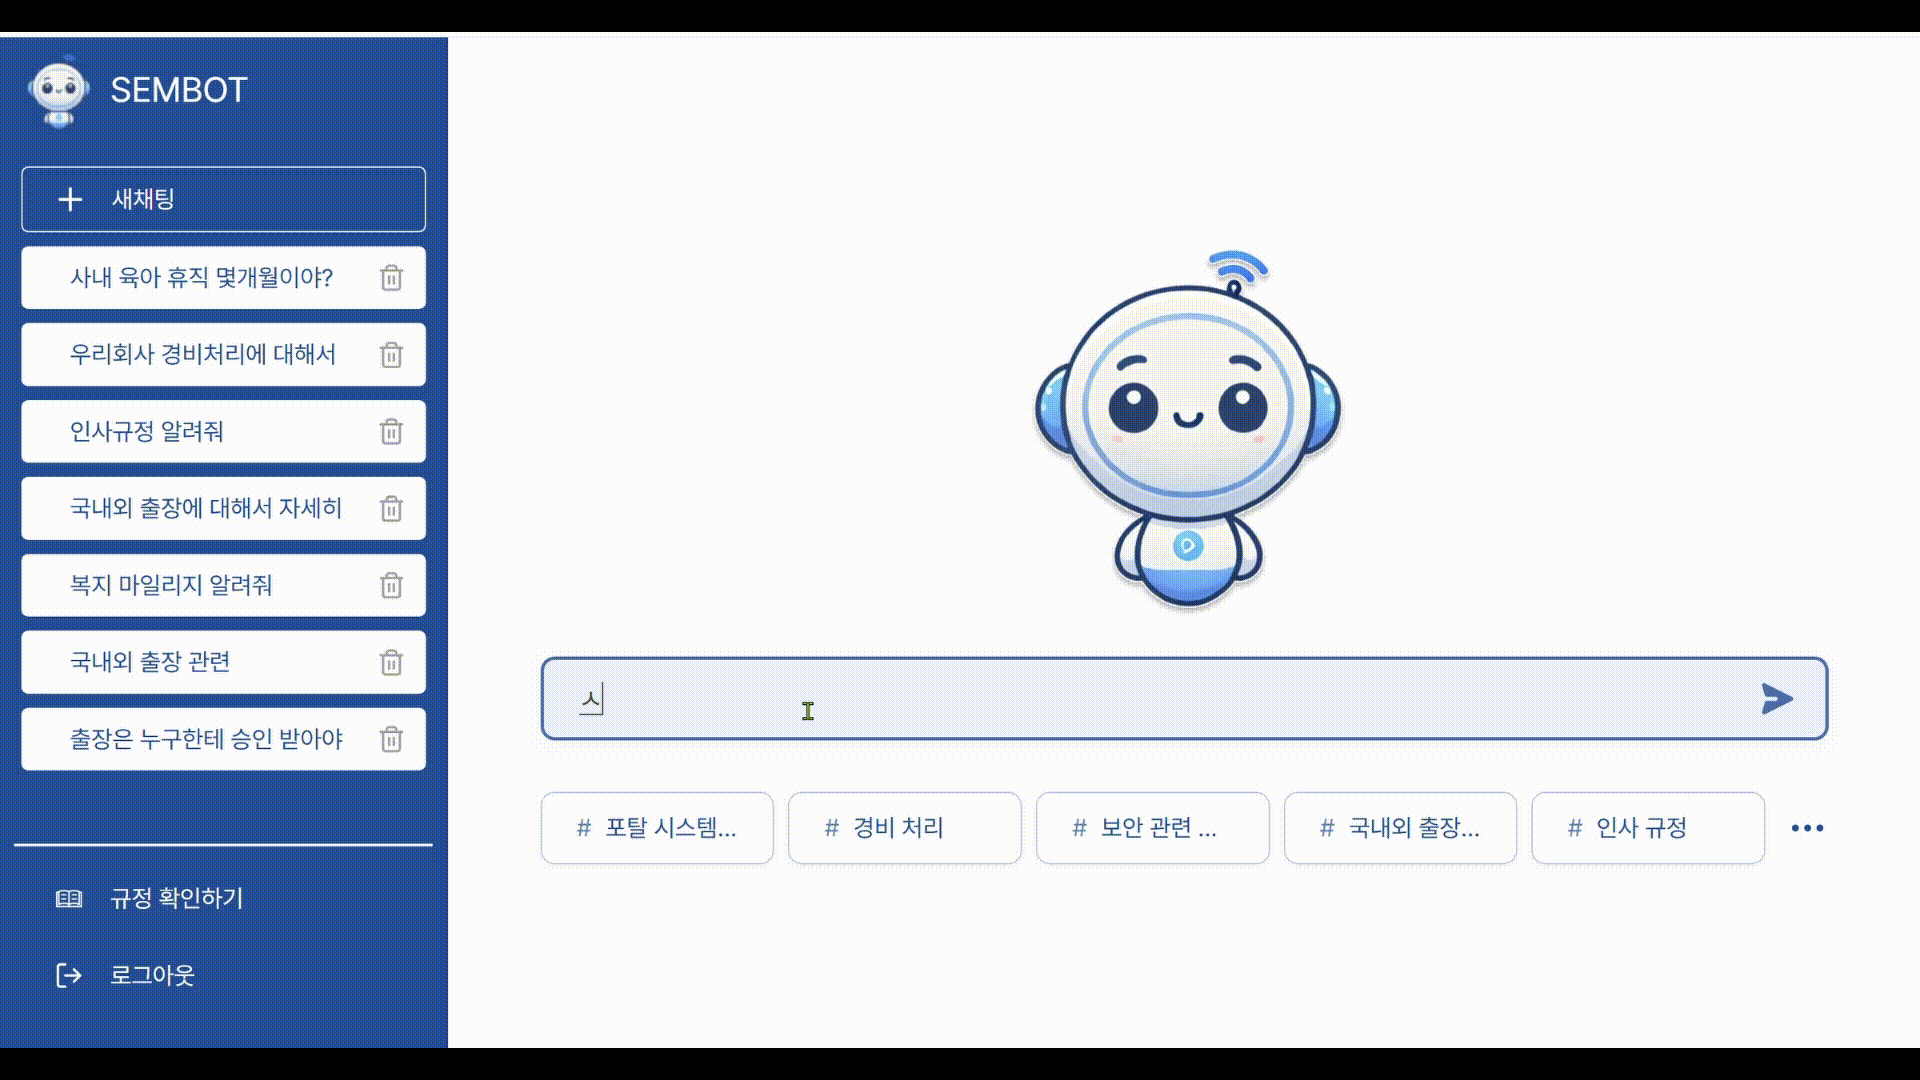 SEMBOT
새채팅
사내 육아 휴직 몇개월이야?
우리회사 경비처리에 대해서
인사규정 알려줘
국내외 출장에 대해서 자세히
복지 마일리지 알려줘
국내외 출장 관련
출장은 누구한테 승인 받아야
규정 확인하기
로그아웃
ㅅ
# 포탈 시스템...
# 경비 처리
# 보안 관련 ...
# 국내외 출장...
# 인사 규정